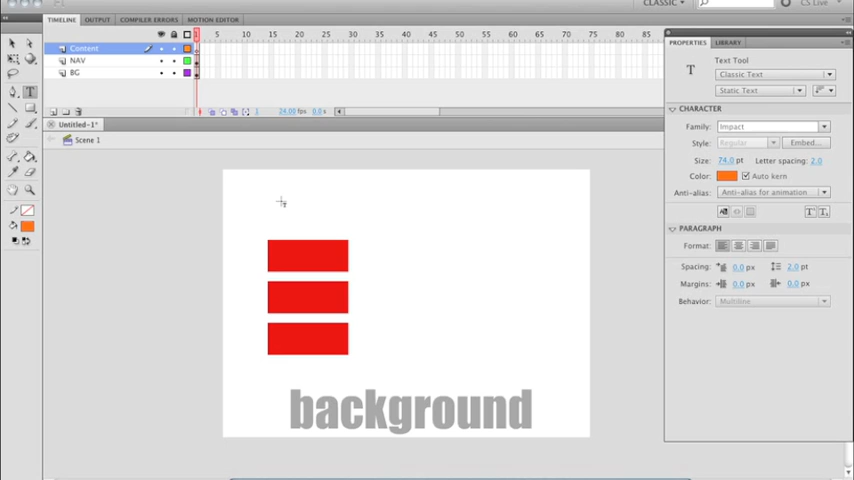 CLASSIC
CS Live
TIMELINE OUTPUT COMPILER ERRORS MOTION EDITOR
1 5 10 15 20 25 30 35 40 45 50 55 60 65 70 75 80 85
Content
NAV
BG
1 24.00 fps 0.0 s
Untitled-1*
Scene 1
PROPERTIES LIBRARY
Text Tool
T
Classic Text
Static Text
CHARACTER
Family: Impact
Style: Regular Embed...
Size: 74.0 pt Letter spacing: 2.0
Color: Auto kern
Anti-alias: Anti-alias for animation
PARAGRAPH
Format:
Spacing: 0.0 px 2.0 pt
Margins: 0.0 px 0.0 px
Behavior: Multiline
background